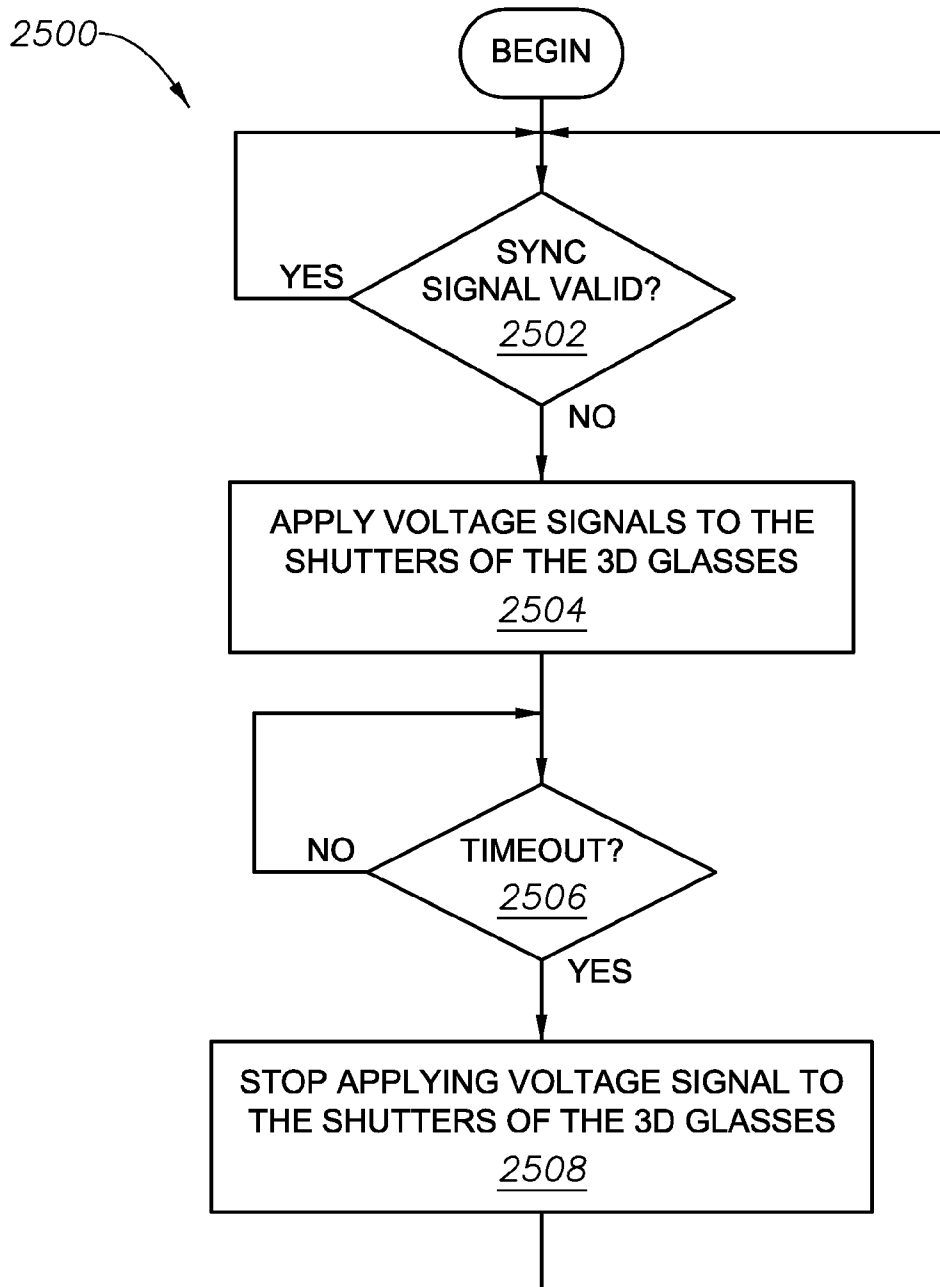 2500
BEGIN
SYNC
SIGNAL VALID?
2502
YES
NO
APPLY VOLTAGE SIGNALS TO THE
SHUTTERS OF THE 3D GLASSES
2504
TIMEOUT?
2506
NO
YES
STOP APPLYING VOLTAGE SIGNAL TO
THE SHUTTERS OF THE 3D GLASSES
2508